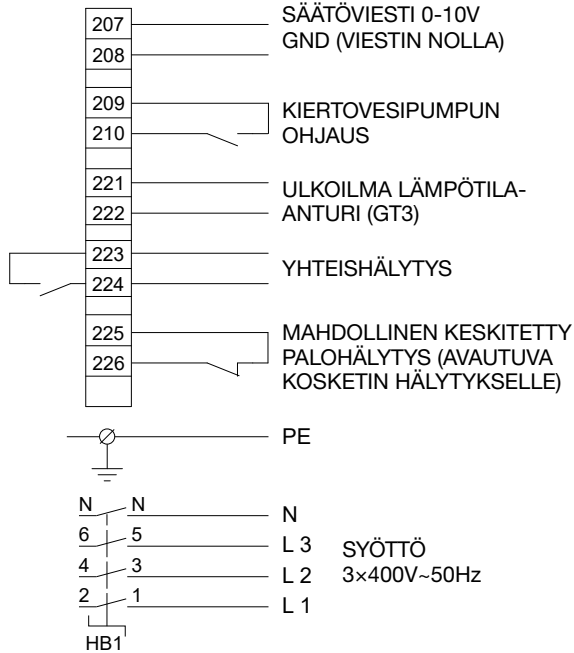 207
SÄÄTÖVIESTI 0-10V
208
GND (VIESTIN NOLLA)
209
210
KIERTOVESIPUMPUN
OHJAUS
221
222
ULKOILMA LÄMPÖTILA-
ANTURI (GT3)
223
224
YHTEISHÄLYTYS
225
226
MAHDOLLINEN KESKITETTY
PALOHÄLYTYS (AVAUTUVA
KOSKETIN HÄLYTYKSELLE)
PE
N N N
6 5 L 3
4 3 L 2
2 1 L 1
SYÖTTÖ
3×400V~50Hz
HB1